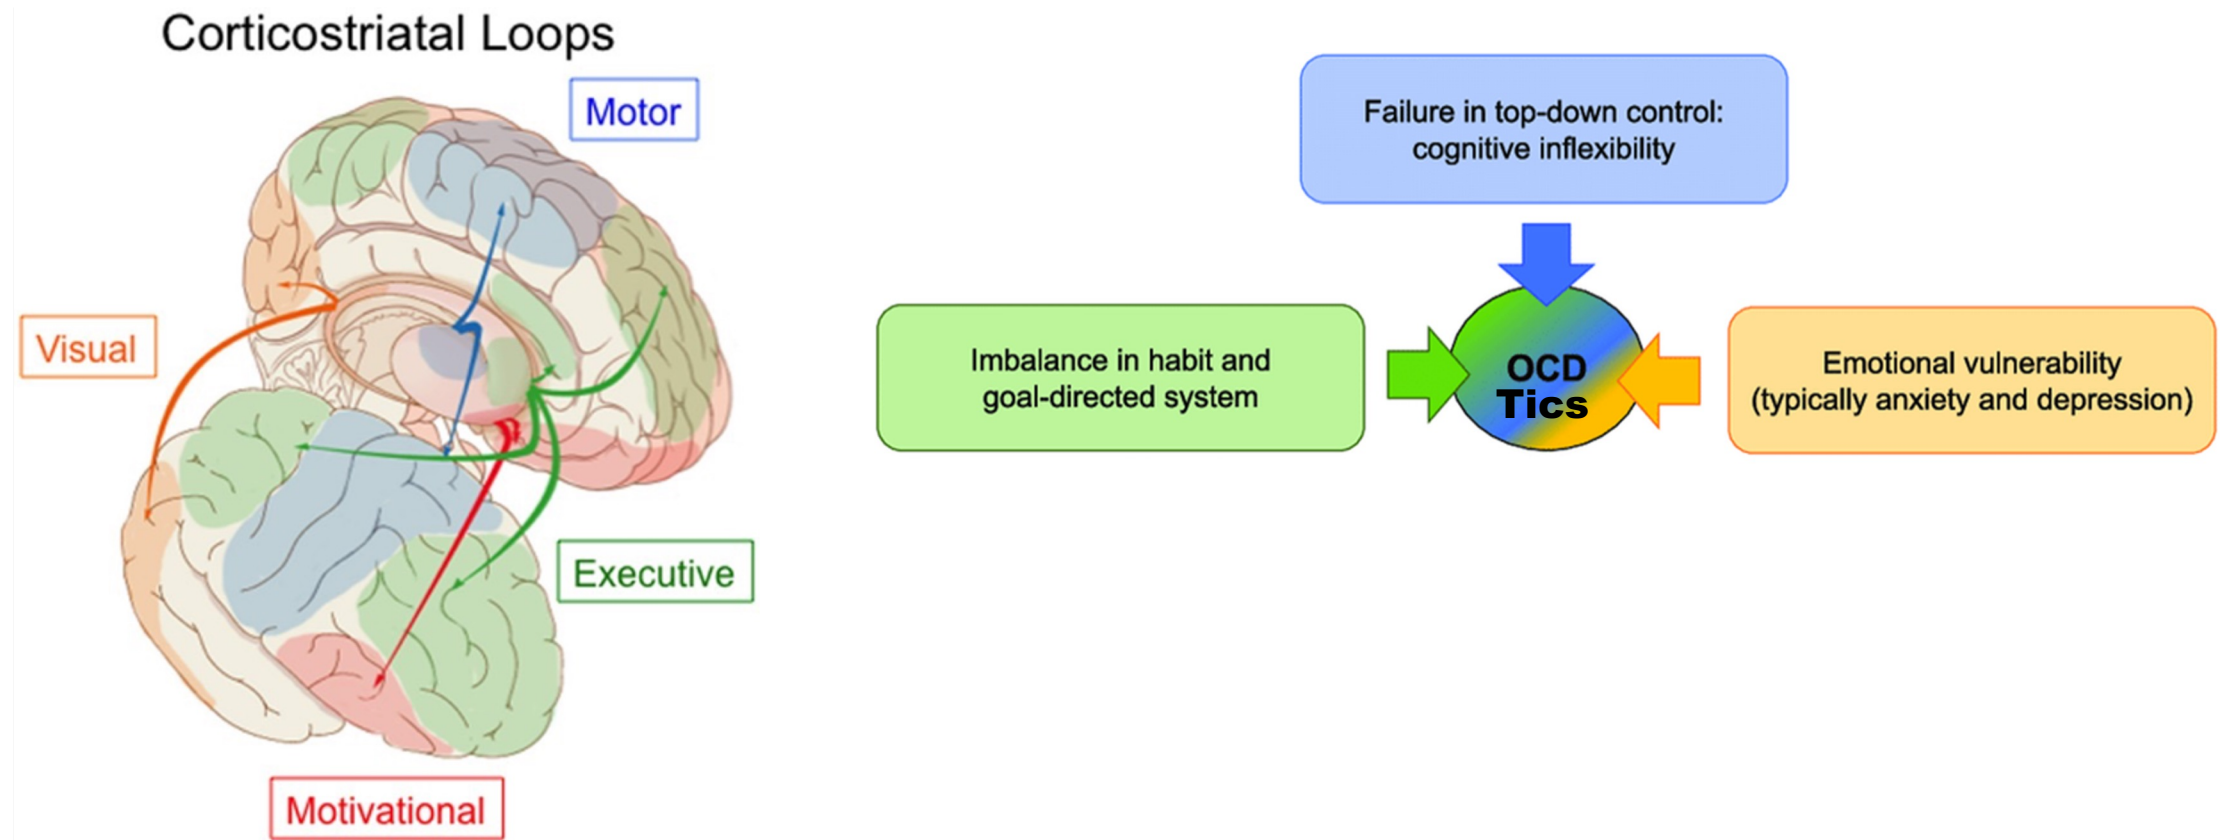 Corticostriatal Loops
Motor
Visual
Executive
Motivational
Failure in top-down control:
cognitive inflexibility
Imbalance in habit and
goal-directed system
OCD
Tics
Emotional vulnerability
(typically anxiety and depression)